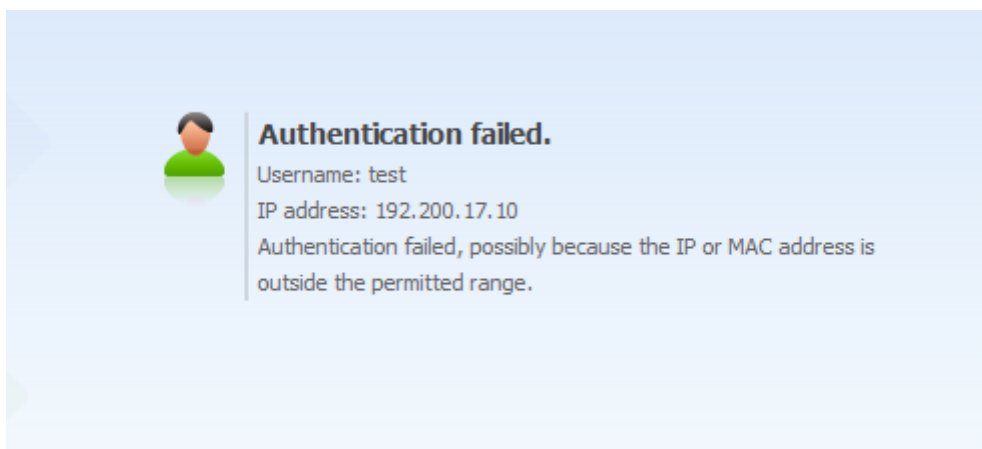 Authentication failed.
Username: test
IP address: 192.200.17.10
Authentication failed, possibly because the IP or MAC address is
outside the permitted range.